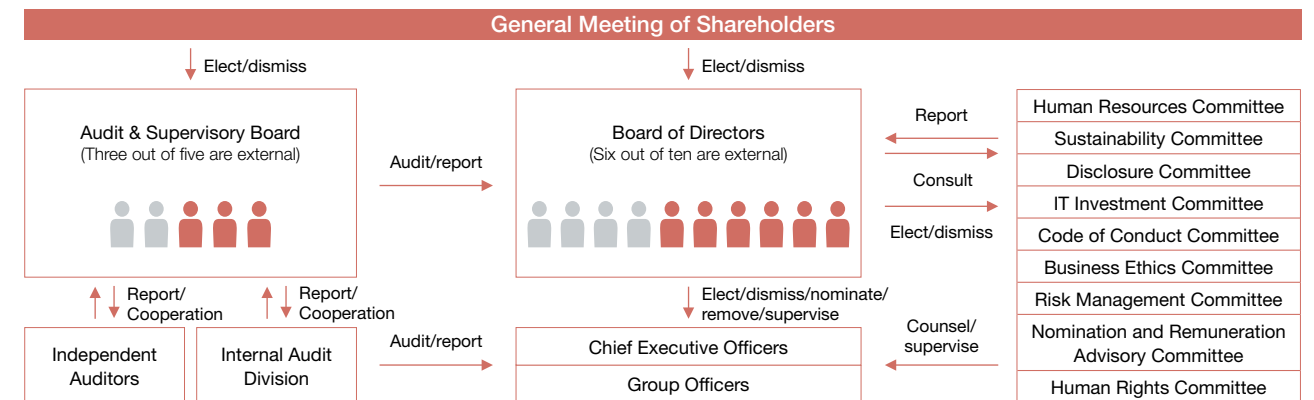 General Meeting of Shareholders
Elect/dismiss
Elect/dismiss
Audit & Supervisory Board
(Three out of five are external)
Audit/report
Board of Directors
(Six out of ten are external)
Report
Consult
Elect/dismiss
Human Resources Committee
Sustainability Committee
Disclosure Committee
IT Investment Committee
Code of Conduct Committee
Business Ethics Committee
Risk Management Committee
Nomination and Remuneration
Advisory Committee
Human Rights Committee
Report/
Cooperation
Report/
Cooperation
Elect/dismiss/nominate/
remove/supervise
Independent
Auditors
Internal Audit
Division
Audit/report
Chief Executive Officers
Group Officers
Counsel/
supervise